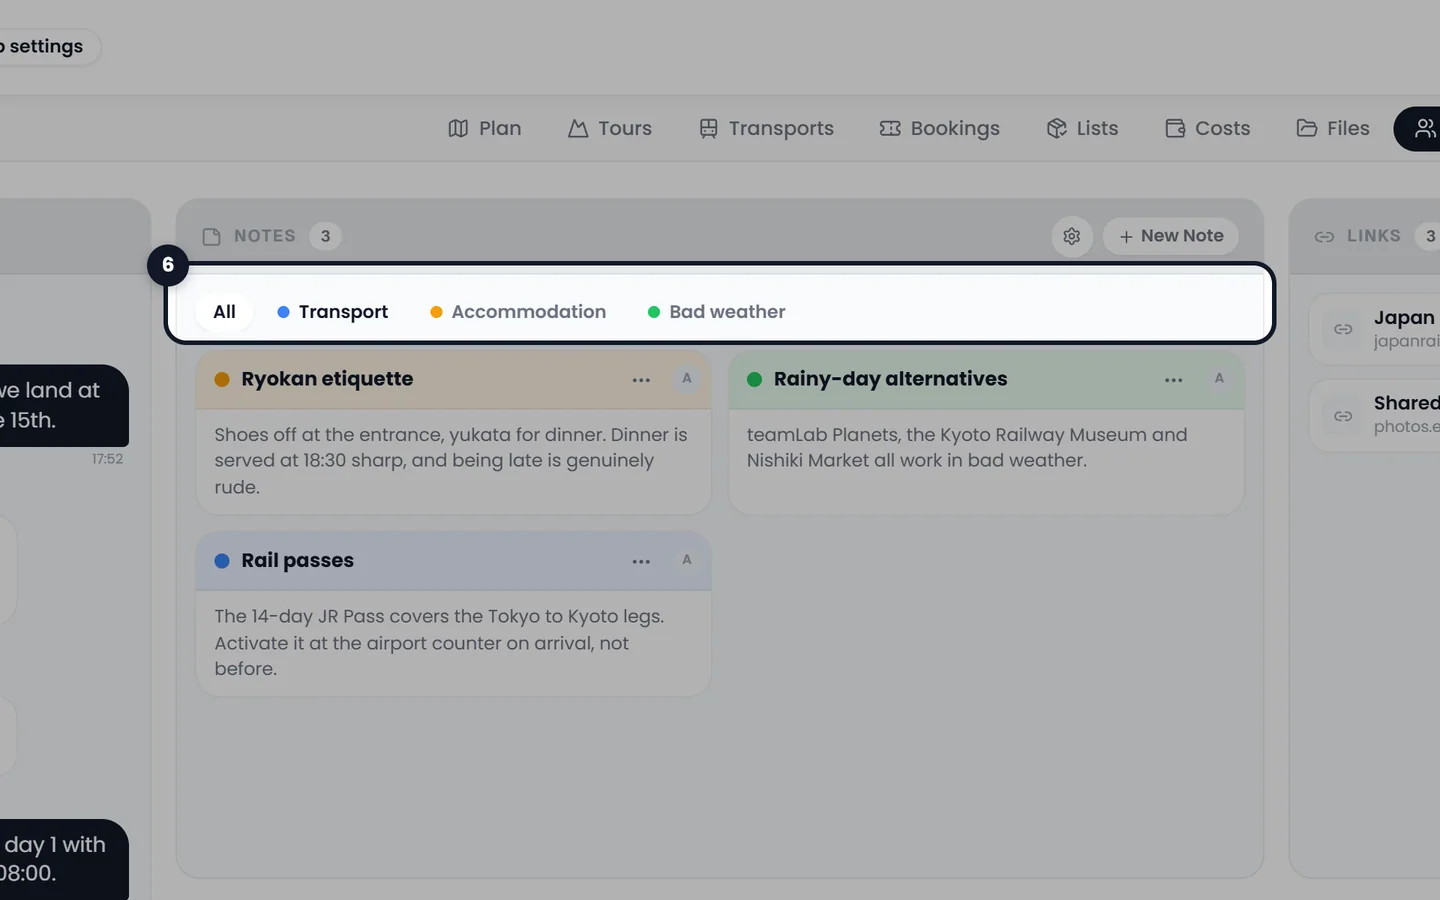 settings
Plan
Tours
Transports
Bookings
Lists
Costs
Files
NOTES 3
+ New Note
LINKS 3
6
All
Transport
Accommodation
Bad weather
we land at
15th.
17:52
day 1 with
08:00.
Ryokan etiquette
... A
Shoes off at the entrance, yukata for dinner. Dinner is
served at 18:30 sharp, and being late is genuinely
rude.
Rainy-day alternatives
... A
teamLab Planets, the Kyoto Railway Museum and
Nishiki Market all work in bad weather.
Rail passes
... A
The 14-day JR Pass covers the Tokyo to Kyoto legs.
Activate it at the airport counter on arrival, not
before.
Japan
japanrai
Shared
photos.e